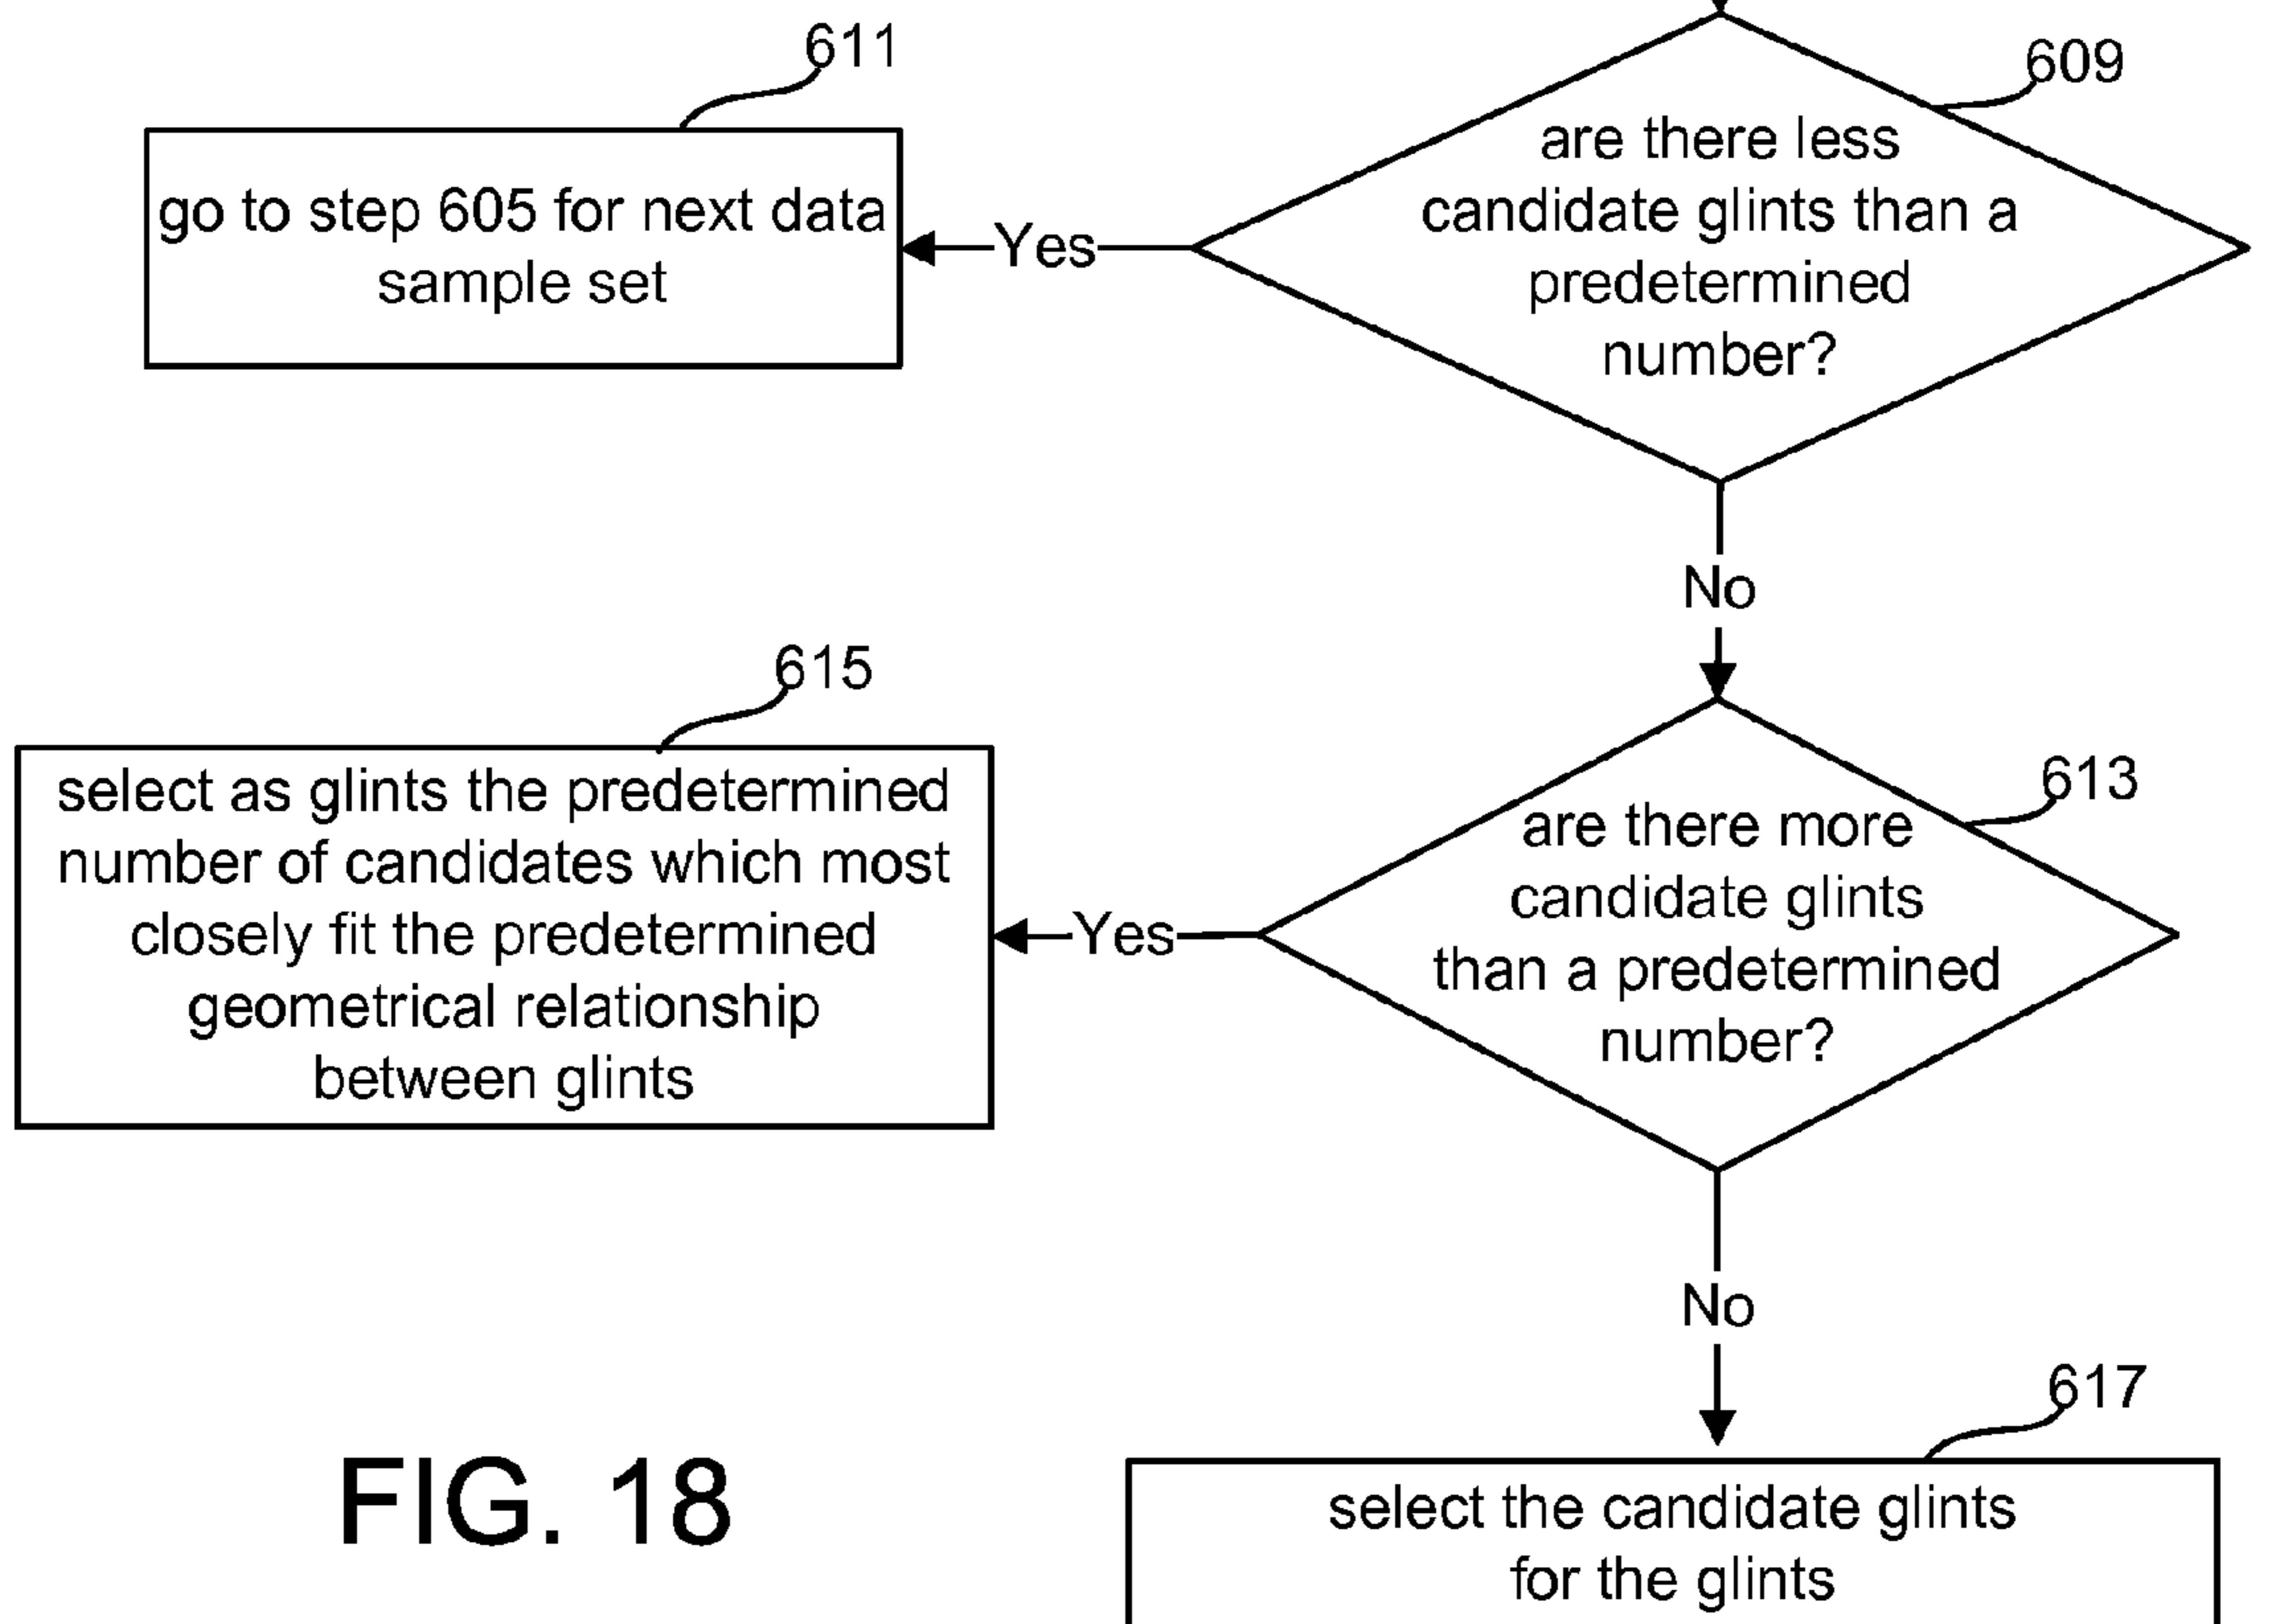 611
go to step 605 for next data
sample set
Yes
609
are there less
candidate glints than a
predetermined
number?
No
615
select as glints the predetermined
number of candidates which most
closely fit the predetermined
geometrical relationship
between glints
Yes
613
are there more
candidate glints
than a predetermined
number?
No
617
select the candidate glints
for the glints
FIG. 18